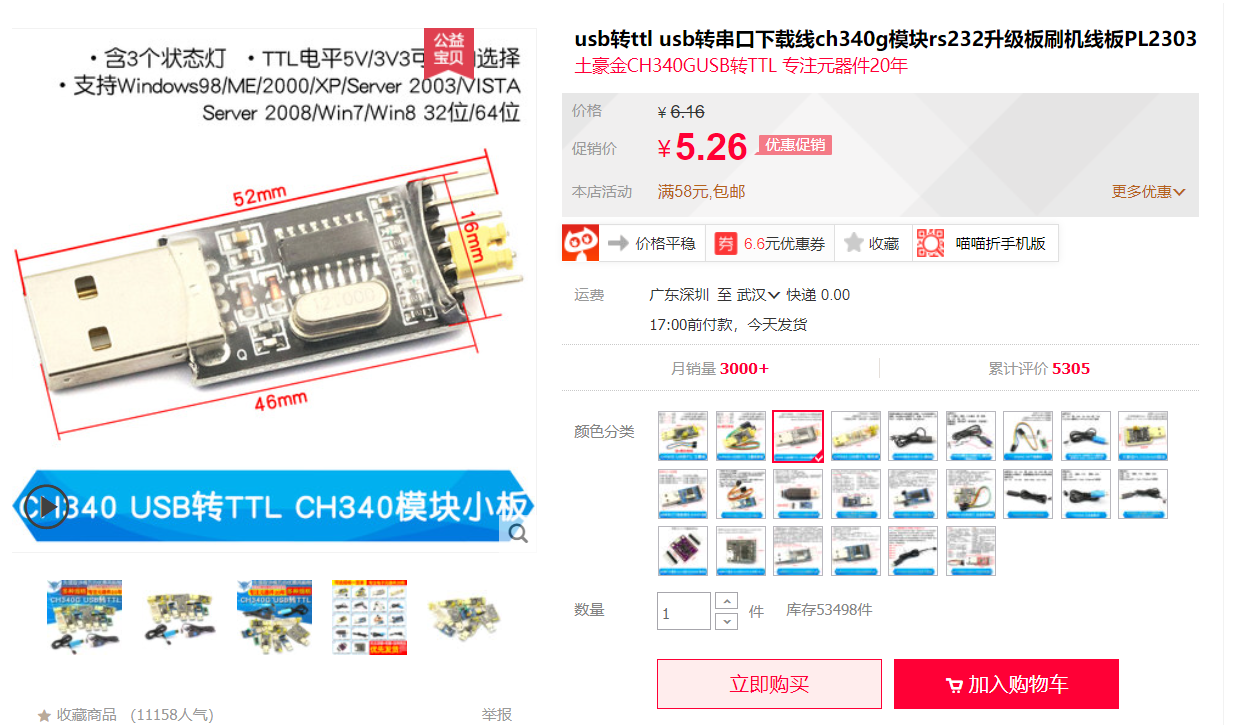 ·含3个状态灯 ·TTL电平5V/3V3可 选择
公益
宝贝
·支持Windows98/ME/2000/XP/Server 2003/VISTA
Server 2008/Win7/Win8 32位/64位
52mm
16mm
12.000
46mm
CH340 USB转TTL CH340模块小板
收藏商品 (11158人气)
举报
usb转ttl usb转串口下载线ch340g模块rs232升级板刷机线板PL2303
土豪金CH340GUSB转TTL 专注元器件20年
价格 ¥ 6.16
促销价 ¥ 5.26 优惠促销
本店活动 满58元,包邮 更多优惠
价格平稳 券 6.6元优惠券 收藏 喵喵折手机版
运费 广东深圳 至 武汉 快递 0.00
17:00前付款，今天发货
月销量 3000+ 累计评价 5305
颜色分类
数量 1 件 库存53498件
立即购买 加入购物车